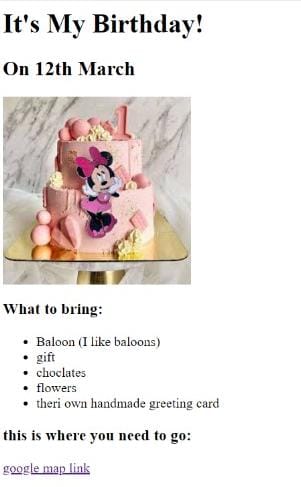 It's My Birthday!
On 12th March
1
What to bring:
Baloon (I like baloons)
gift
choclates
flowers
theri own handmade greeting card
this is where you need to go:
google map link